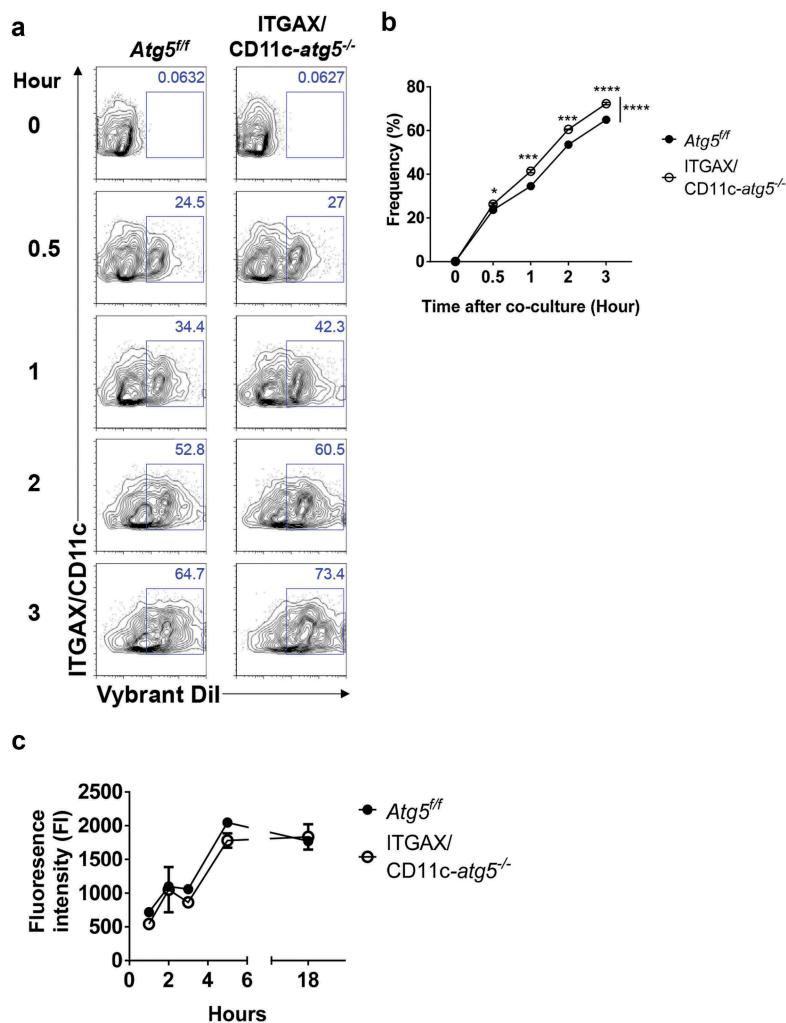 a
Atg5f/f
ITGAX/
CD11c-atg5-/-
Hour
0
0.0632
0.0627
0.5
24.5
27
1
34.4
42.3
2
52.8
60.5
3
64.7
73.4
ITGAX/CD11c
Vybrant DiI
b
Frequency (%)
80
60
40
20
0
*
***
***
****
****
0 0.5 1 2 3
Time after co-culture (Hour)
Atg5f/f
ITGAX/
CD11c-atg5-/-
c
Fluoresence
intensity (FI)
2500
2000
1500
1000
500
0
0 2 4 6 18
Hours
Atg5f/f
ITGAX/
CD11c-atg5-/-